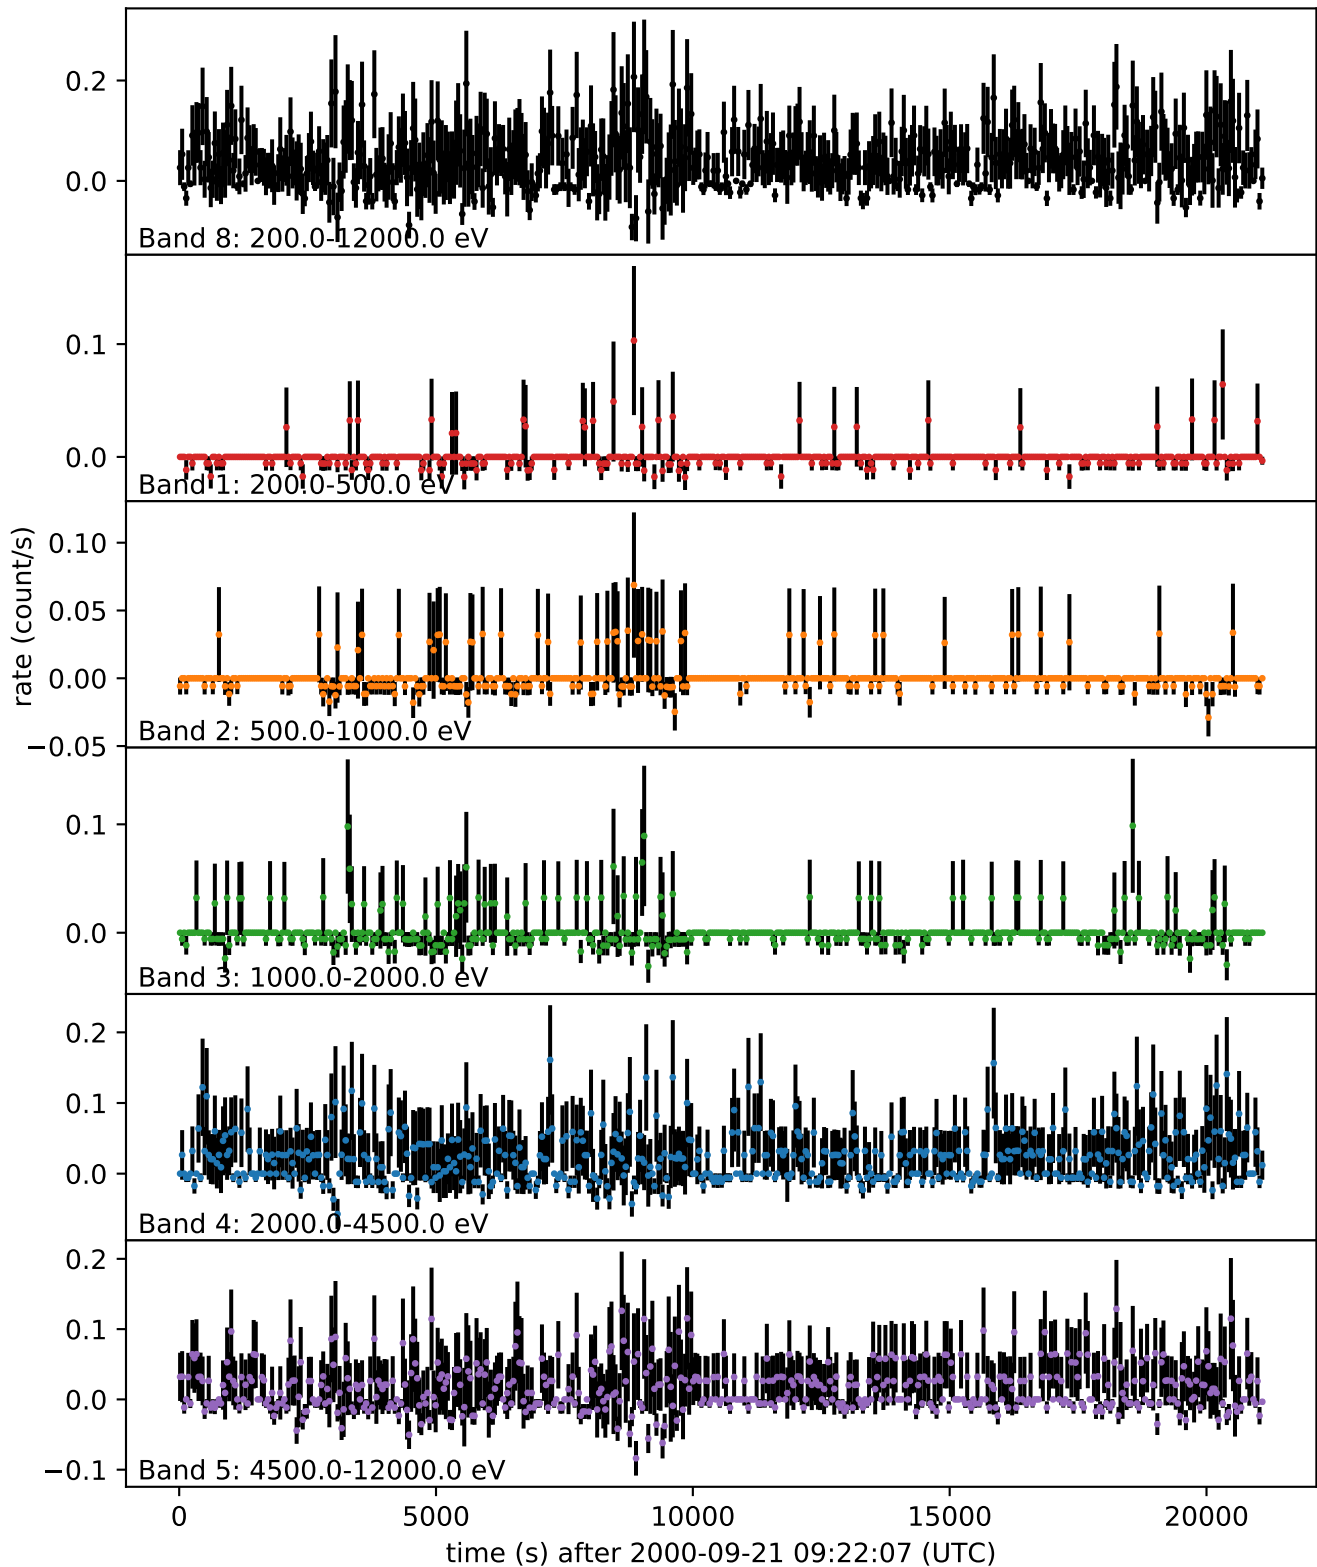 0.2
0.0
Band 8: 200.0-12000.0 eV
0.1
0.0
Band 1: 200.0-500.0 eV
rate (count/s)
0.10
0.05
0.00
−0.05
Band 2: 500.0-1000.0 eV
0.1
0.0
Band 3: 1000.0-2000.0 eV
0.2
0.1
0.0
Band 4: 2000.0-4500.0 eV
0.2
0.1
0.0
−0.1
Band 5: 4500.0-12000.0 eV
0 5000 10000 15000 20000
time (s) after 2000-09-21 09:22:07 (UTC)